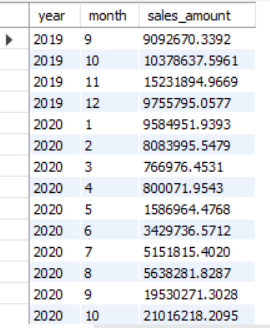 year month sales_amount
2019 9 9092670.3392
2019 10 10378637.5961
2019 11 15231894.9669
2019 12 9755795.0577
2020 1 9584951.9393
2020 2 8083995.5479
2020 3 766976.4531
2020 4 800071.9543
2020 5 1586964.4768
2020 6 3429736.5712
2020 7 5151815.4020
2020 8 5638281.8287
2020 9 19530271.3028
2020 10 21016218.2095